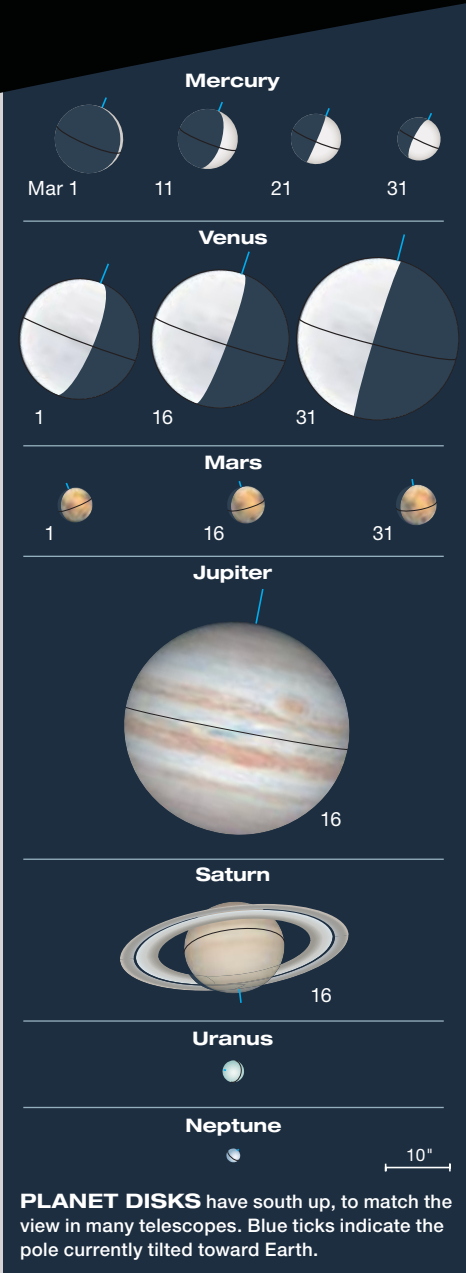 Mercury
Mar 1 11 21 31
Venus
1 16 31
Mars
1 16 31
Jupiter
16
Saturn
16
Uranus
Neptune
10"
PLANET DISKS have south up, to match the
view in many telescopes. Blue ticks indicate the
pole currently tilted toward Earth.